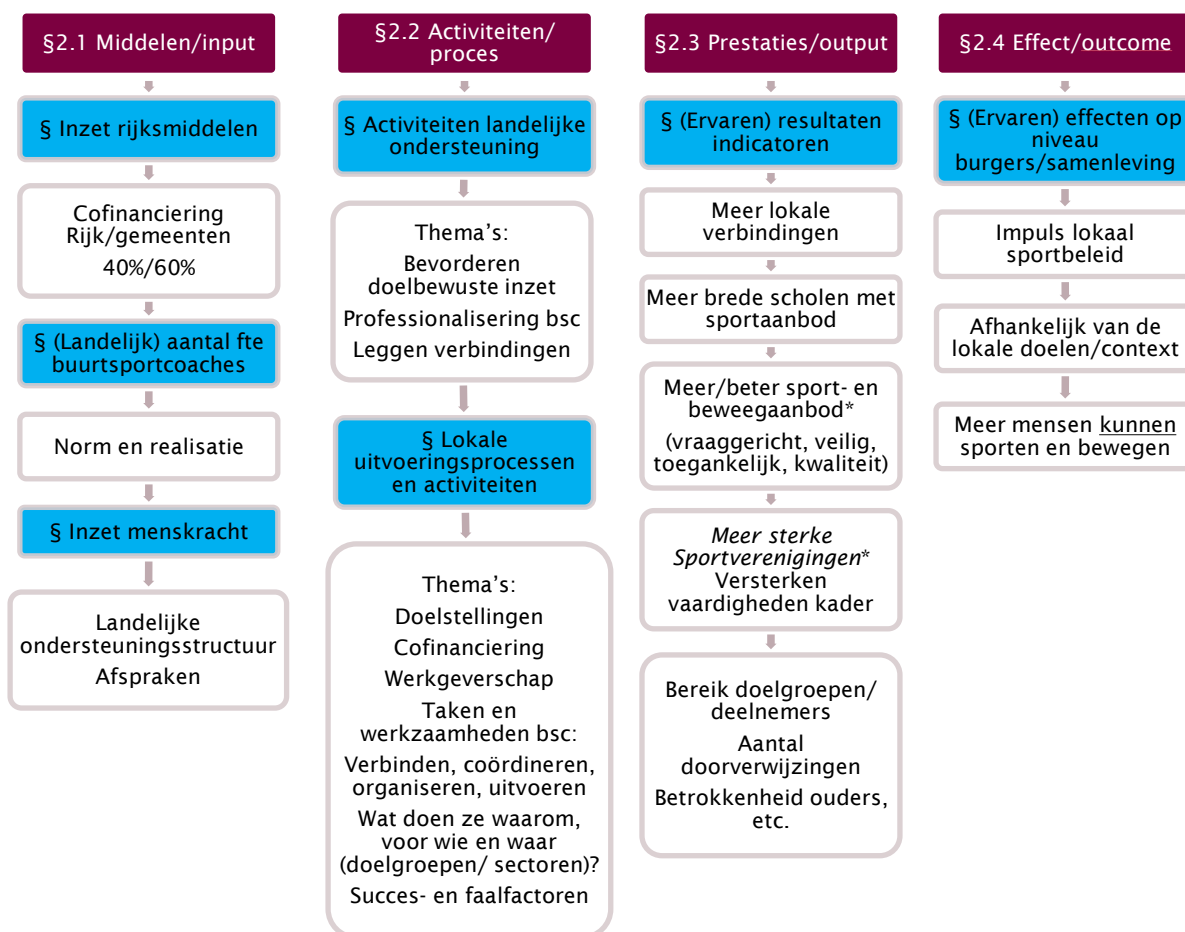 §2.1 Middelen/input
§ Inzet rijksmiddelen
Cofinanciering
Rijk/gemeenten
40%/60%
§ (Landelijk) aantal fte
buurtsportcoaches
Norm en realisatie
§ Inzet menskracht
Landelijke
ondersteuningsstructuur
Afspraken
§2.2 Activiteiten/
proces
§ Activiteiten landelijke
ondersteuning
Thema's:
Bevorderen
doelbewuste inzet
Professionalisering bsc
Leggen verbindingen
§ Lokale
uitvoeringsprocessen
en activiteiten
Thema's:
Doelstellingen
Cofinanciering
Werkgeverschap
Taken en
werkzaamheden bsc:
Verbinden, coördineren,
organiseren, uitvoeren
Wat doen ze waarom,
voor wie en waar
(doelgroepen/ sectoren)?
Succes- en faalfactoren
§2.3 Prestaties/output
§ (Ervaren) resultaten
indicatoren
Meer lokale
verbindingen
Meer brede scholen met
sportaanbod
Meer/beter sport- en
beweegaanbod*
(vraaggericht, veilig,
toegankelijk, kwaliteit)
Meer sterke
Sportverenigingen*
Versterken
vaardigheden kader
Bereik doelgroepen/
deelnemers
Aantal
doorverwijzingen
Betrokkenheid ouders,
etc.
§2.4 Effect/outcome
§ (Ervaren) effecten op
niveau
burgers/samenleving
Impuls lokaal
sportbeleid
Afhankelijk van de
lokale doelen/context
Meer mensen kunnen
sporten en bewegen